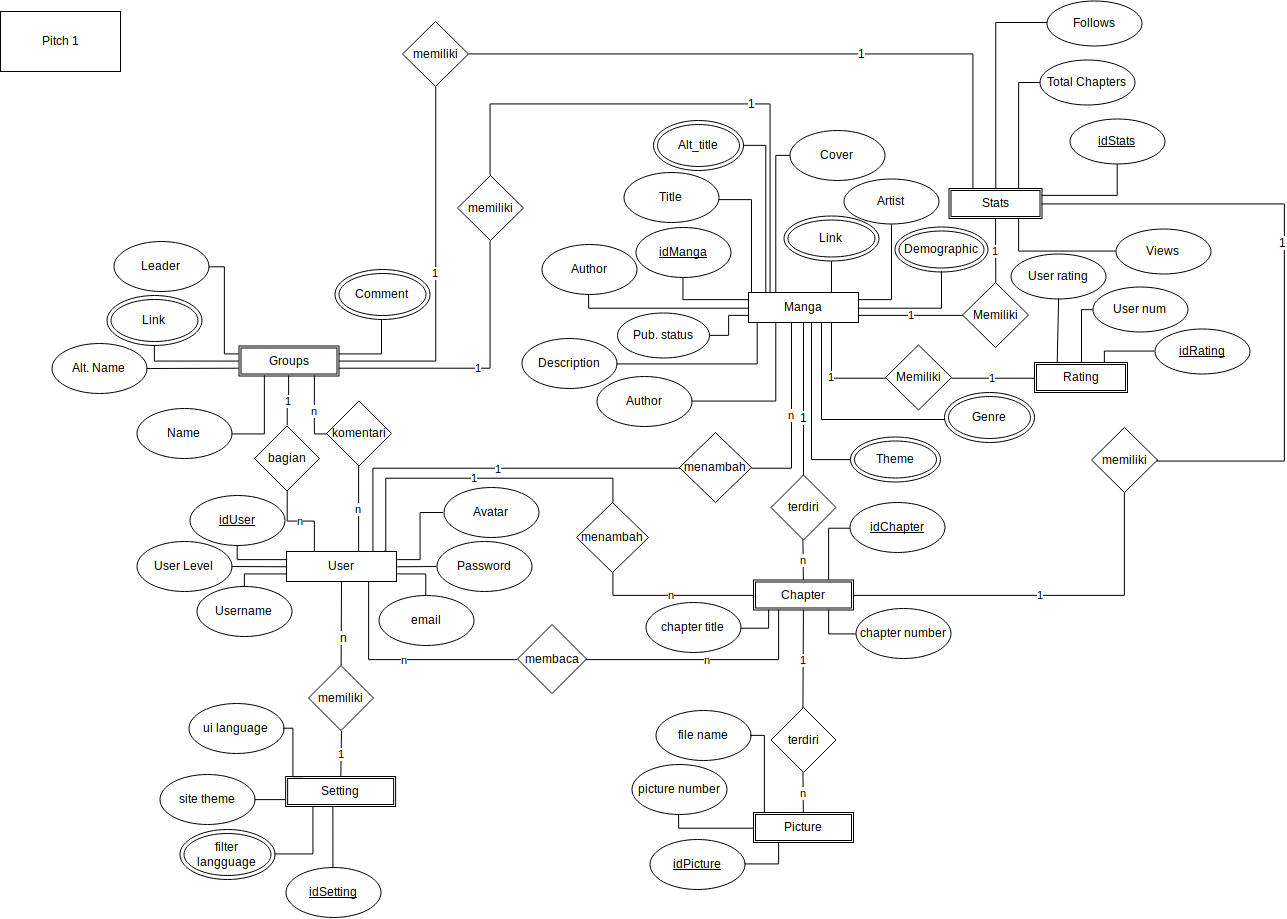 Pitch 1
memiliki
1
Follows
Total Chapters
idStats
1
Alt_title
Cover
Title
Artist
memiliki
Stats
Link
Demographic
idManga
1
1
Views
Leader
Author
1
User rating
Comment
Link
Manga
1
Memiliki
User num
Pub. status
Groups
Description
Alt. Name
1
1
Memiliki
1
Rating
idRating
Author
1
n
n
1
Genre
Name
komentari
bagian
1
menambah
Theme
memiliki
1
n
n
idUser
Avatar
terdiri
idChapter
menambah
n
User
User Level
Password
Username
email
n
Chapter
1
chapter title
chapter number
n
n
membaca
n
1
memiliki
ui language
1
file name
terdiri
Setting
site theme
picture number
n
Picture
filter
langguage
idPicture
idSetting